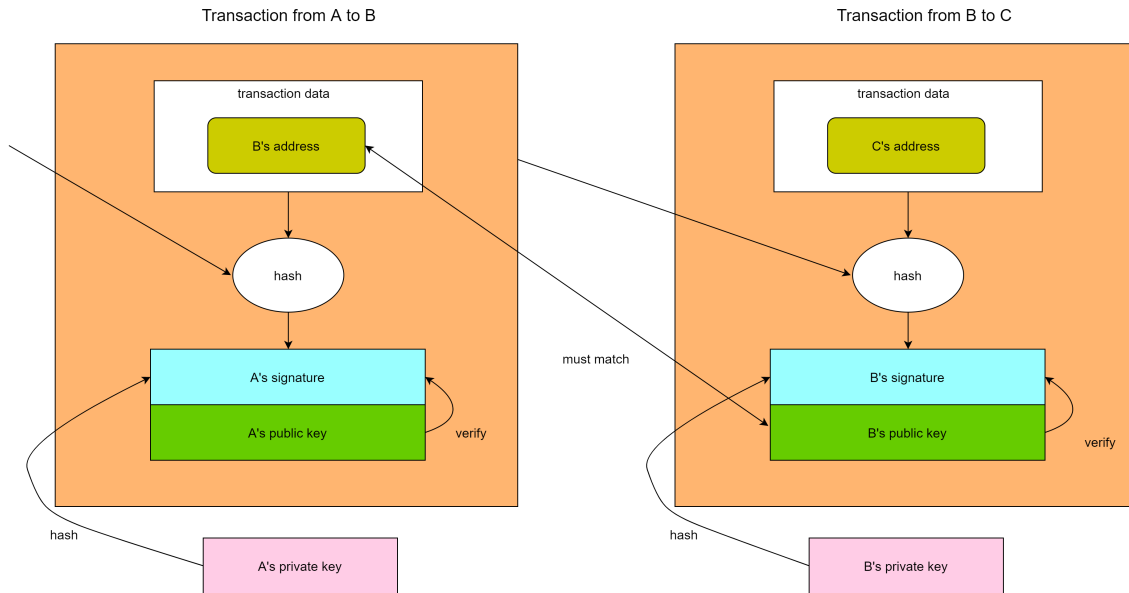 Transaction from A to B
transaction data
B's address
hash
A's signature
A's public key
verify
hash
A's private key
must match
Transaction from B to C
transaction data
C's address
hash
B's signature
B's public key
verify
hash
B's private key